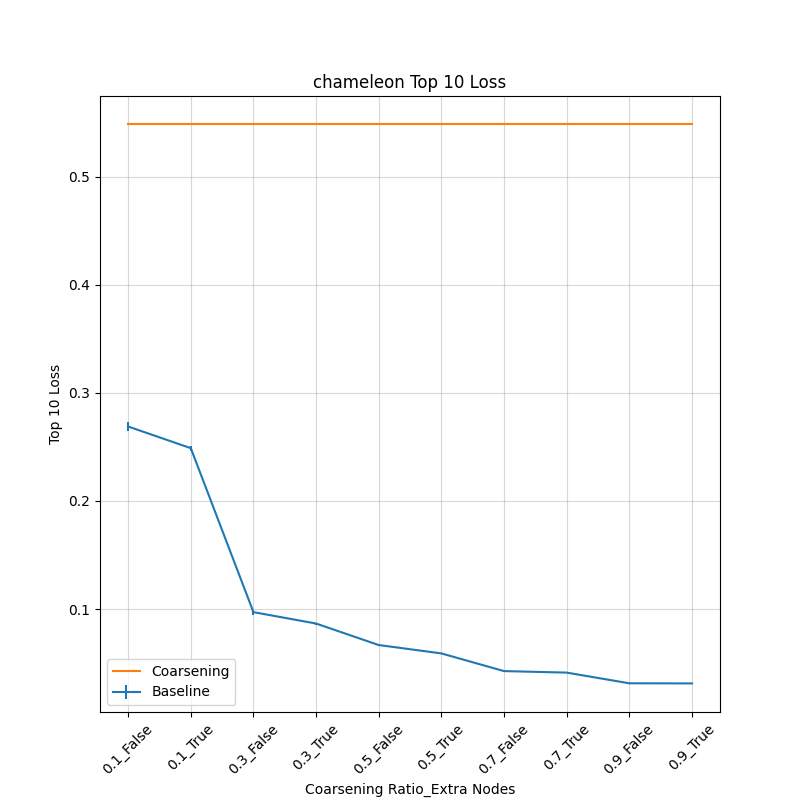 chameleon Top 10 Loss
Top 10 Loss
0.5
0.4
0.3
0.2
0.1
Coarsening
Baseline
0.1_False
0.1_True
0.3_False
0.3_True
0.5_False
0.5_True
0.7_False
0.7_True
0.9_False
0.9_True
Coarsening Ratio_Extra Nodes